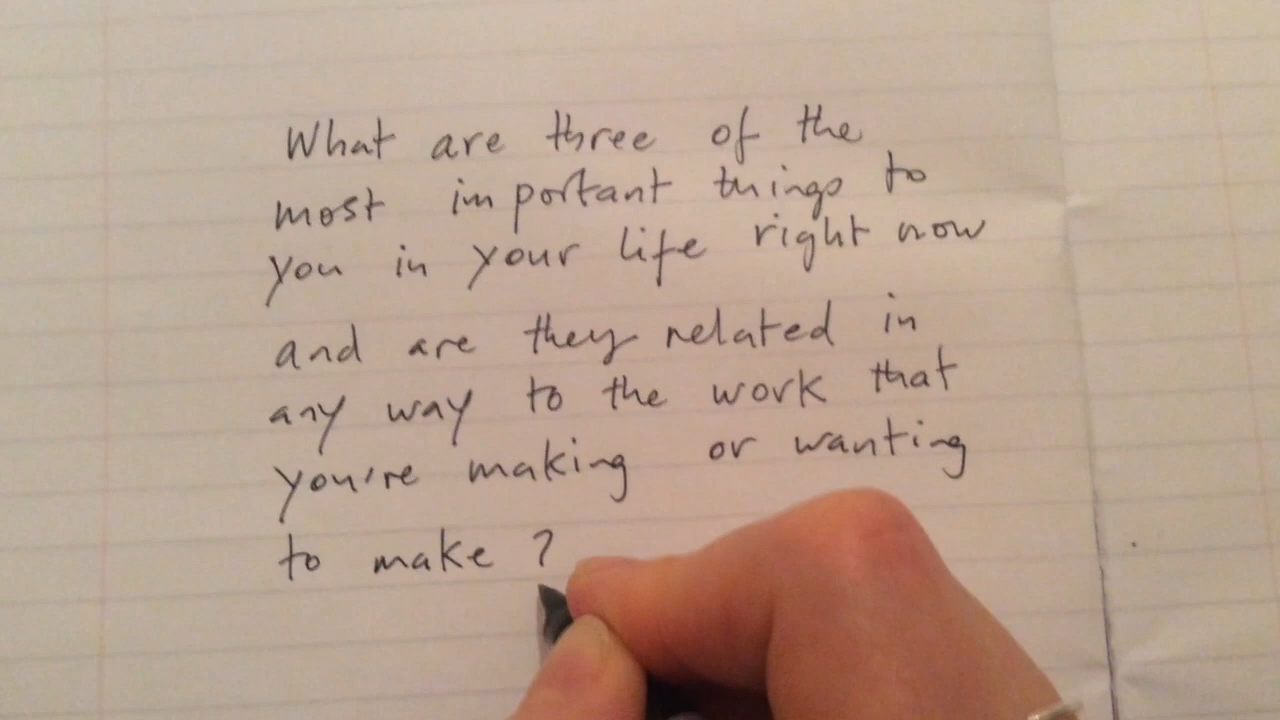 What are three of the
most important things to
you in your life right now
and are they related in
any way to the work that
you're making or wanting
to make ?